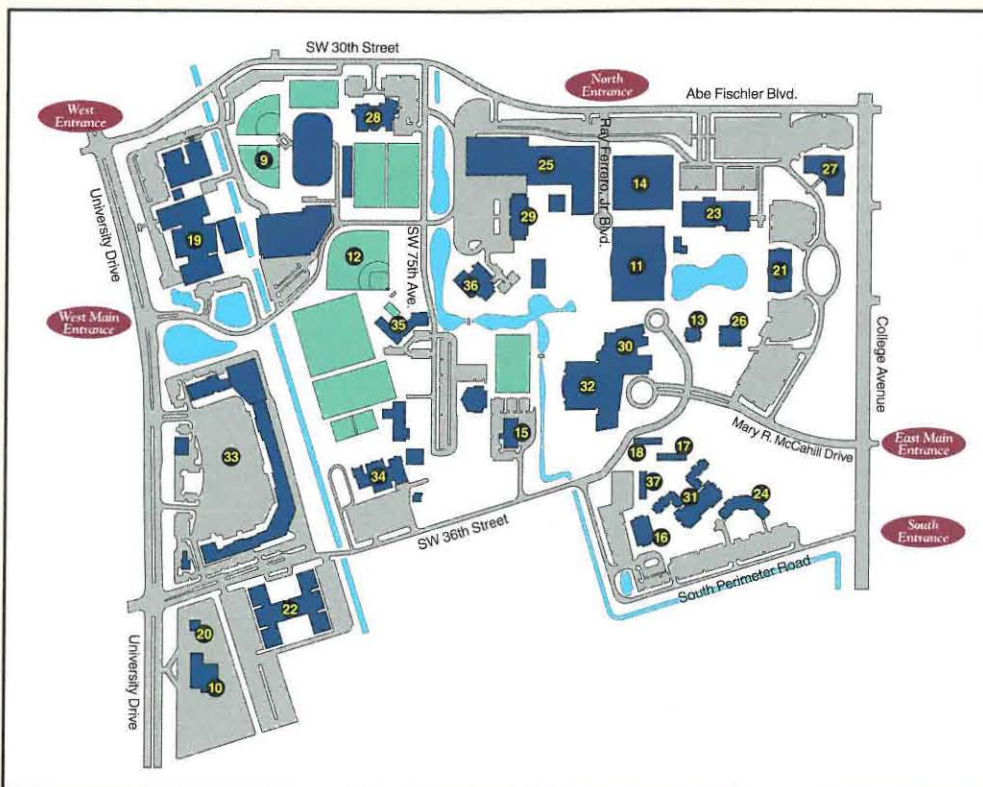 SW 30th Street
North
Entrance
Abe Fischler Blvd.
West
Entrance
28
9
25
14
27
Ray Ferrero, Jr. Blvd.
University Drive
29
23
19
12
SW 75th Ave.
36
11
21
West Main
Entrance
35
13
26
30
College Avenue
32
33
15
18
17
Mary R. McCahill Drive
East Main
Entrance
34
37
31
24
SW 36th Street
16
South
Entrance
South Perimeter Road
22
20
University Drive
10